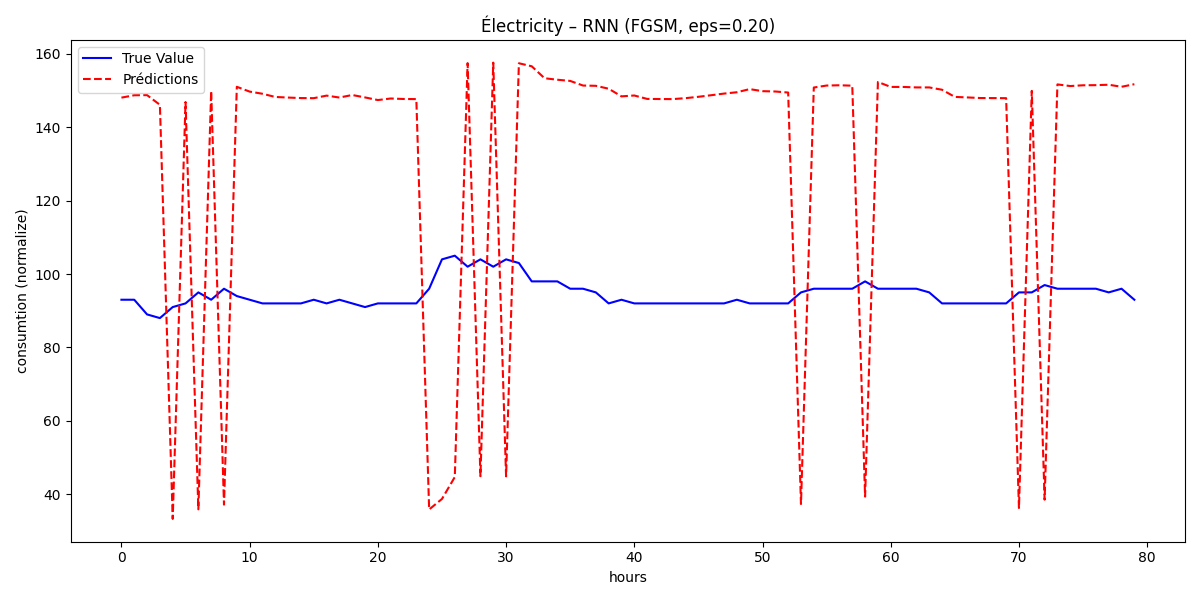 Électricity – RNN (FGSM, eps=0.20)
True Value
Prédictions
consumtion (normalize)
160
140
120
100
80
60
40
0 10 20 30 40 50 60 70 80
hours